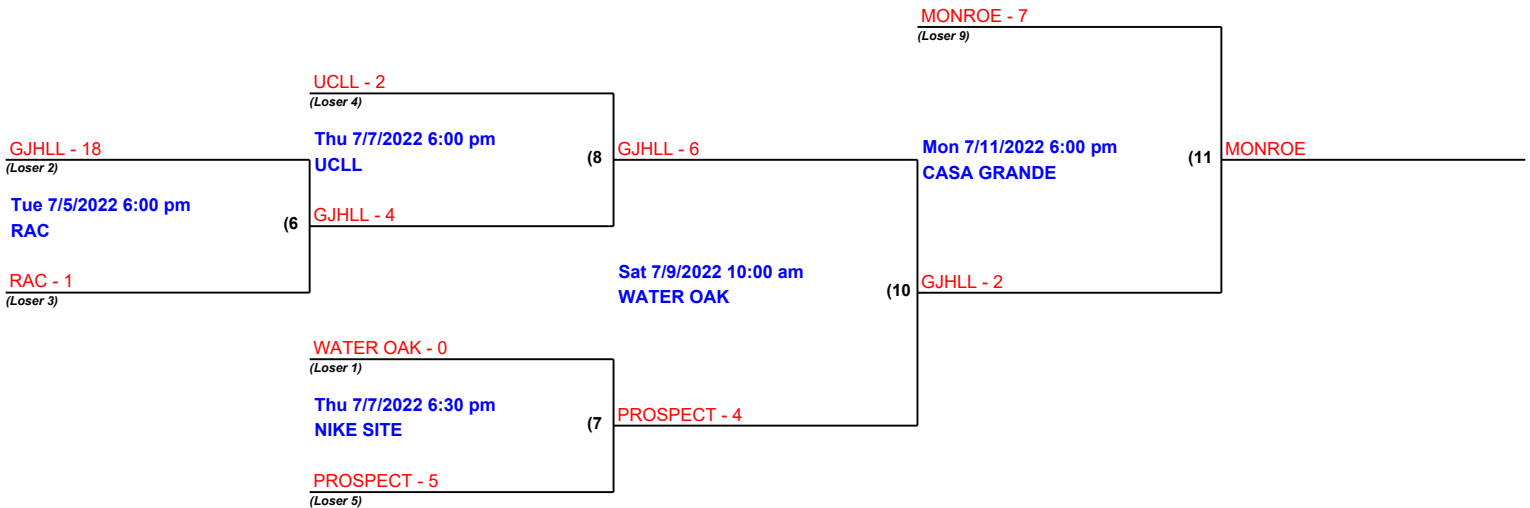 MONROE - 7
(Loser 9)
UCLL - 2
(Loser 4)
Thu 7/7/2022 6:00 pm
UCLL
(8
GJHLL - 18
(Loser 2)
Tue 7/5/2022 6:00 pm
RAC
(6
GJHLL - 4
RAC - 1
(Loser 3)
GJHLL - 6
Mon 7/11/2022 6:00 pm
CASA GRANDE
(11
MONROE
Sat 7/9/2022 10:00 am
WATER OAK
(10
GJHLL - 2
WATER OAK - 0
(Loser 1)
Thu 7/7/2022 6:30 pm
NIKE SITE
(7
PROSPECT - 4
PROSPECT - 5
(Loser 5)